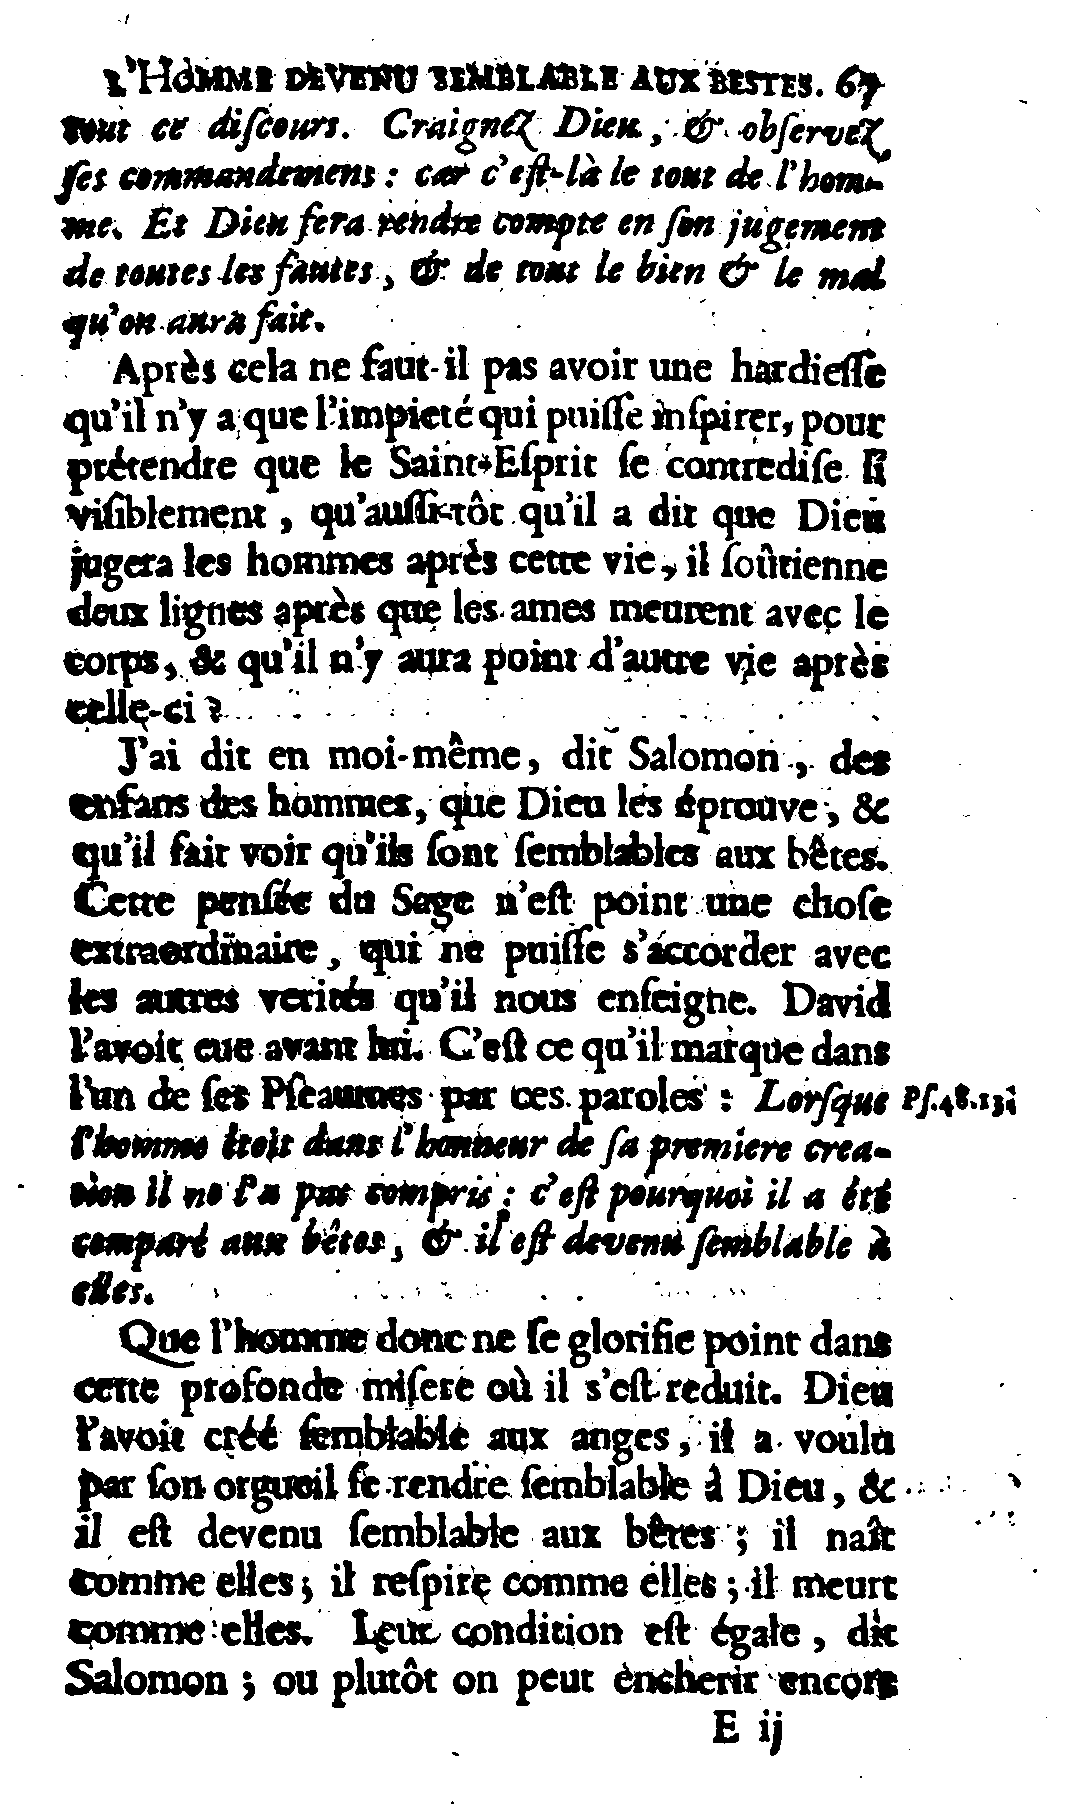 L'HOMME DEVENU SEMBLABLE AUX BESTES. 67
tout ce diſcours. Craignez Dieu, & obſervez
ſes commandemens : car c'eſt-là le tout de l'hom-
me. Et Dieu fera rendre compte en ſon jugement
de toutes les fautes, & de tout le bien & le mal
qu'on aura fait.
Après cela ne faut-il pas avoir une hardieſſe
qu'il n'y a que l'impieté qui puiſſe inſpirer, pour
prétendre que le Saint-Eſprit ſe contrediſe ſi
viſiblement, qu'auſſi-tôt qu'il a dit que Dieu
jugera les hommes après cette vie, il ſoûtienne
deux lignes après que les ames meurent avec le
corps, & qu'il n'y aura point d'autre vie après
celle-ci ?
J'ai dit en moi-même, dit Salomon, des
enfans des hommes, que Dieu les éprouve, &
qu'il fait voir qu'ils ſont ſemblables aux bêtes.
Cette penſée du Sage n'eſt point une choſe
extraordinaire, qui ne puiſſe s'accorder avec
les autres verités qu'il nous enſeigne. David
l'avoit eue avant lui. C'eſt ce qu'il marque dans
l'un de ſes Pſeaumes par ces paroles : Lorſque
Pſ.48.13.
l'homme étoit dans l'honneur de ſa premiere crea-
tion il ne l'a pas compris : c'eſt pourquoi il a été
comparé aux bêtes, & il eſt devenu ſemblable à
elles.
Que l'homme donc ne ſe glorifie point dans
cette profonde miſere où il s'eſt reduit. Dieu
l'avoit créé ſemblable aux anges, il a voulu
par ſon orgueil ſe rendre ſemblable à Dieu, &
il eſt devenu ſemblable aux bêtes ; il naît
comme elles ; il reſpire comme elles ; il meurt
comme elles. Leur condition eſt égale, dit
Salomon ; ou plutôt on peut encherir encore
E ij